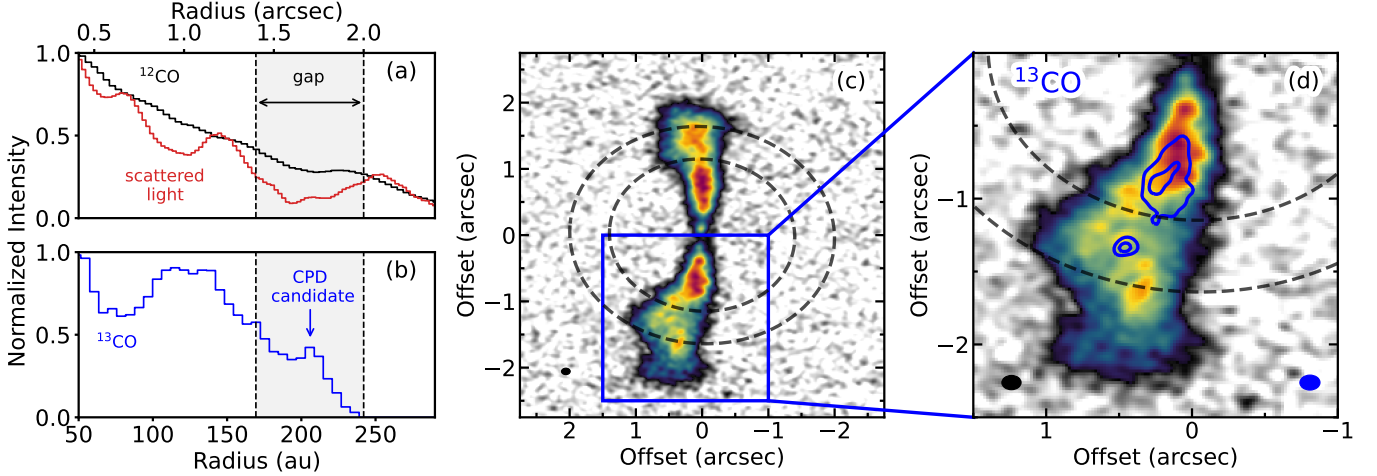 Radius (arcsec)
0.5 1.0 1.5 2.0
1.0
0.5
0.0
¹²CO
gap
(a)
scattered
light
Normalized Intensity
1.0
0.5
0.0
CPD
candidate
(b)
¹³CO
50 100 150 200 250
Radius (au)
(c)
Offset (arcsec)
2
1
0
−1
−2
2 1 0 −1 −2
Offset (arcsec)
¹³CO
(d)
Offset (arcsec)
−1
−2
1 0 −1
Offset (arcsec)